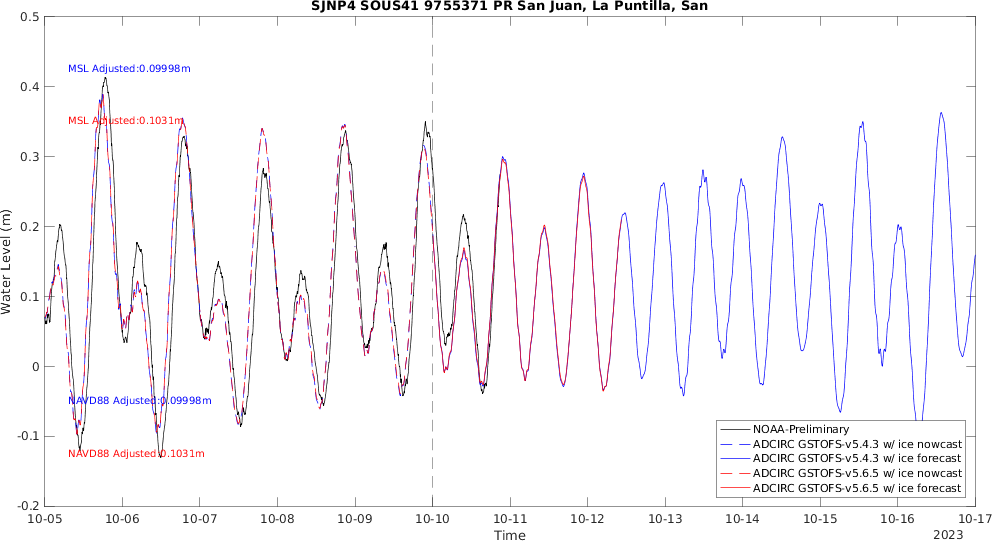 SJNP4 SOUS41 9755371 PR San Juan, La Puntilla, San
0.5
0.4
0.3
0.2
0.1
0
-0.1
-0.2
Water Level (m)
MSL Adjusted:0.09998m
MSL Adjusted:0.1031m
NAVD88 Adjusted:0.09998m
NAVD88 Adjusted:0.1031m
NOAA-Preliminary
ADCIRC GSTOFS-v5.4.3 w/ ice nowcast
ADCIRC GSTOFS-v5.4.3 w/ ice forecast
ADCIRC GSTOFS-v5.6.5 w/ ice nowcast
ADCIRC GSTOFS-v5.6.5 w/ ice forecast
10-05 10-06 10-07 10-08 10-09 10-10 10-11 10-12 10-13 10-14 10-15 10-16 10-17
Time
2023